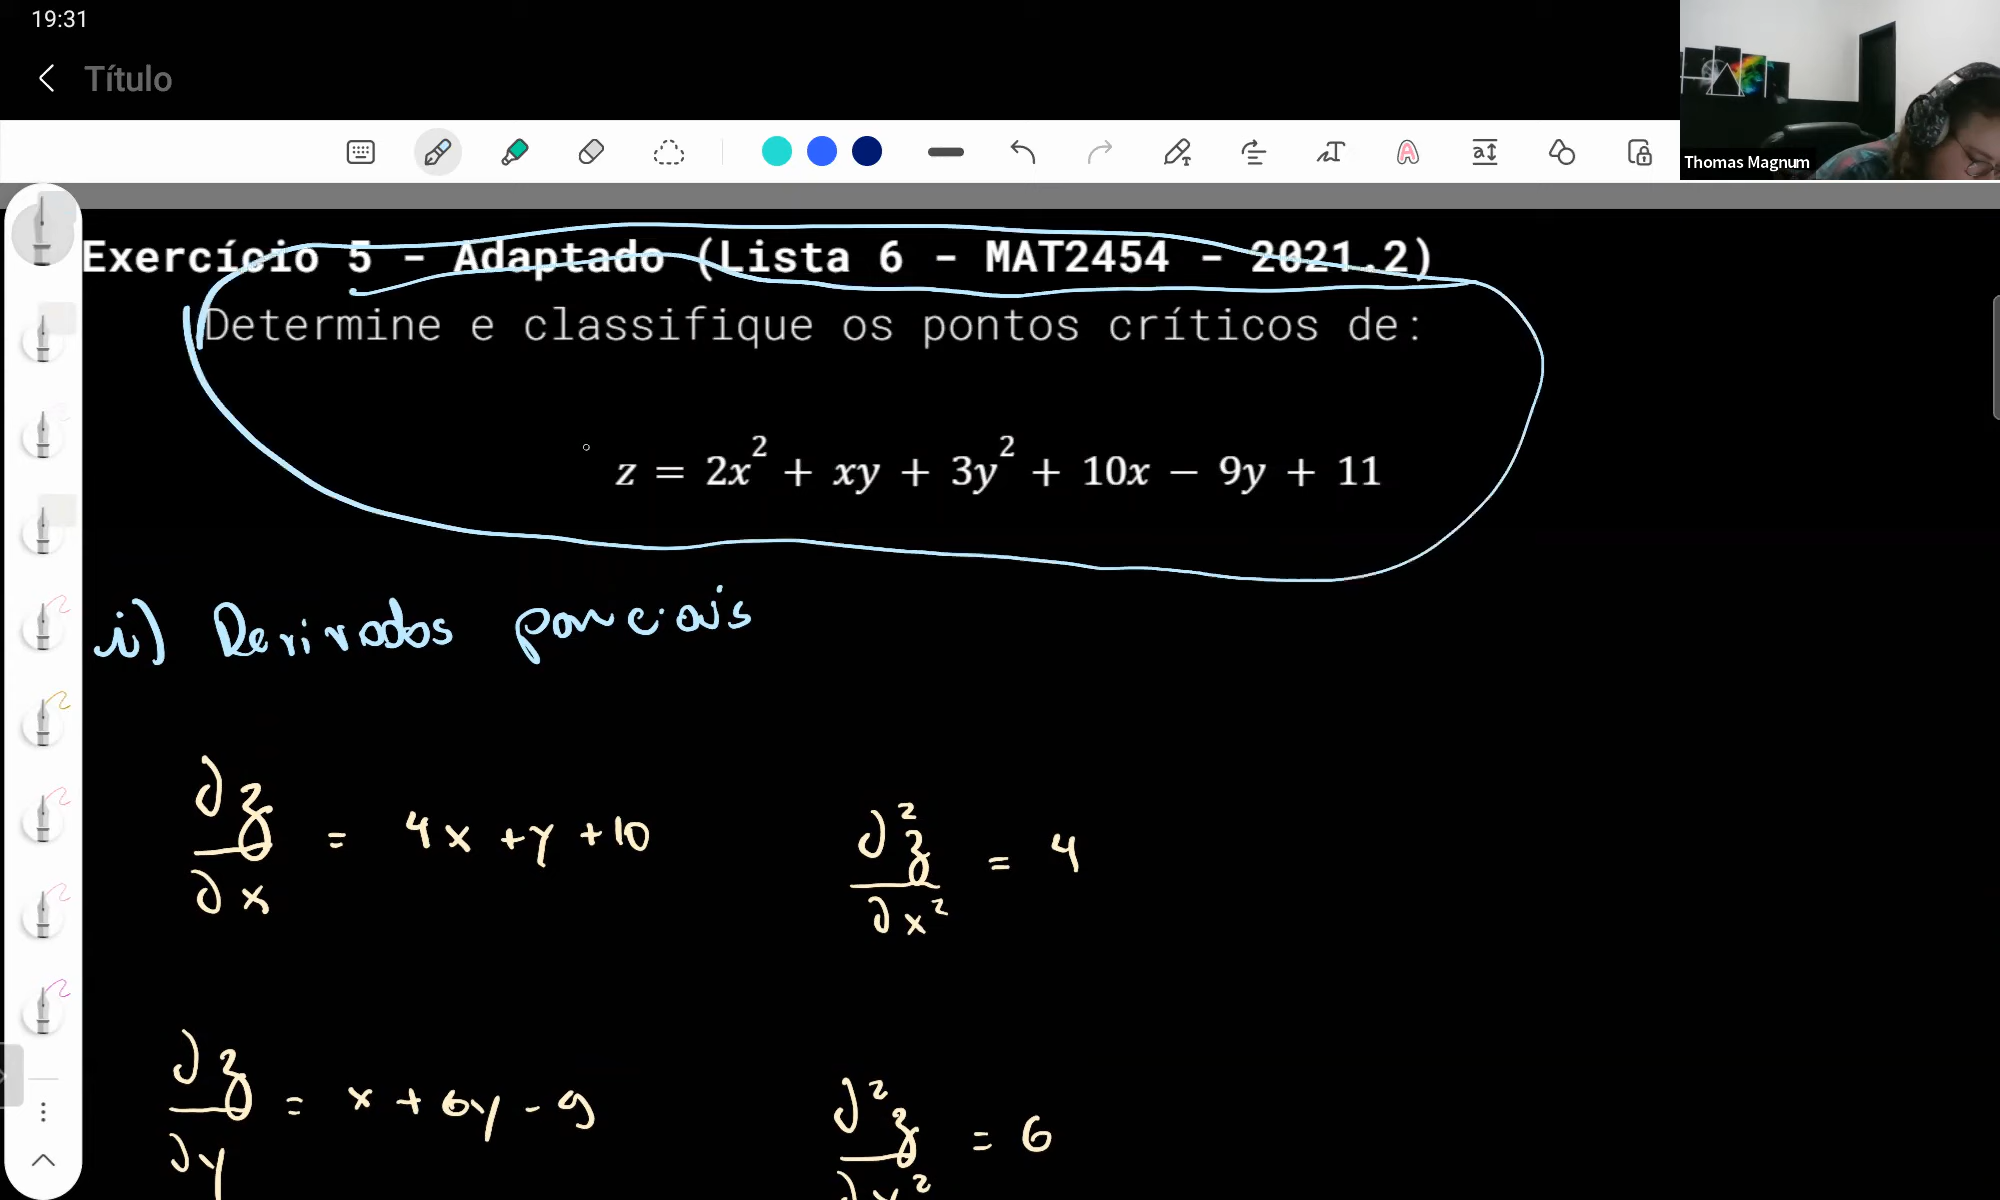 19:31
Título
Thomas Magnum
Exercício 5 - Adaptado (Lista 6 - MAT2454 - 2021.2)
Determine e classifique os pontos críticos de:
z = 2x² + xy + 3y² + 10x − 9y + 11
i) Derivadas parciais
∂z/∂x = 4x + y + 10
∂²z/∂x² = 4
∂z/∂y = x + 6y - 9
∂²z/∂y² = 6